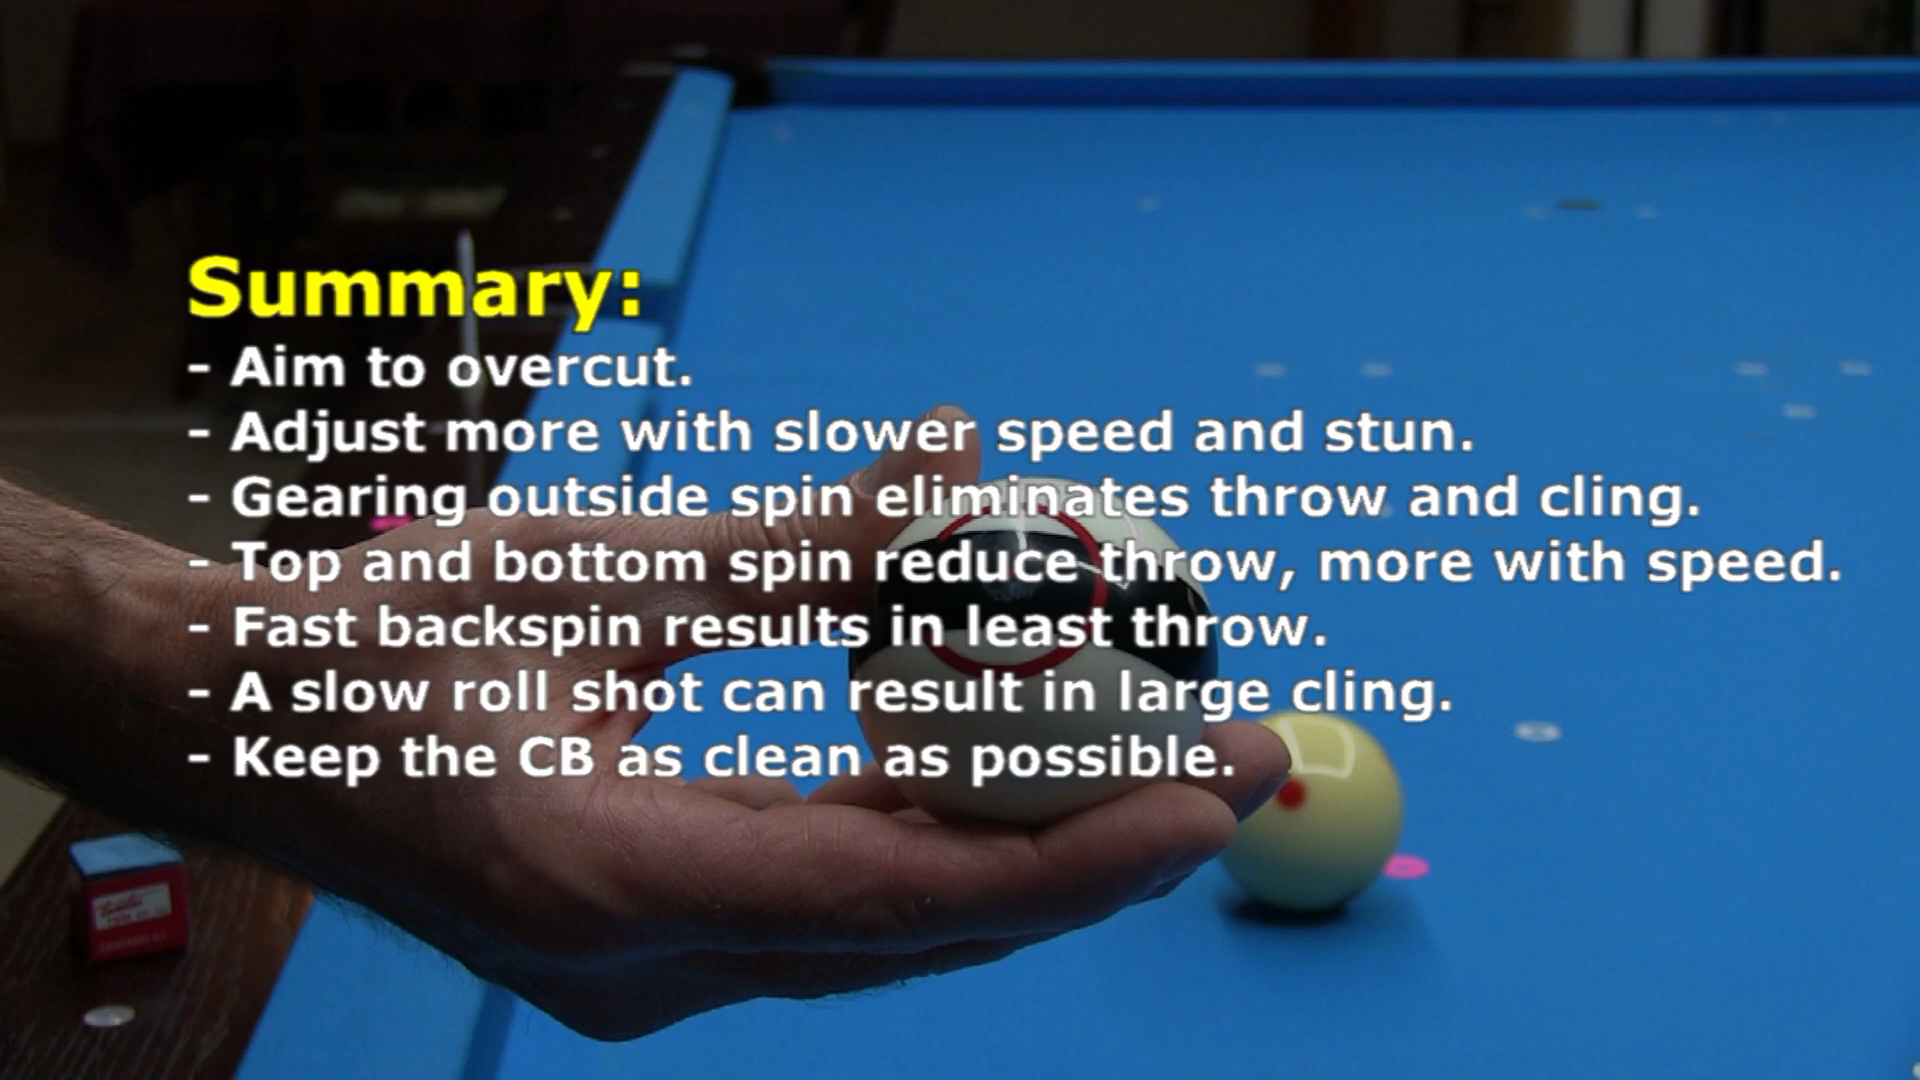 Summary:
- Aim to overcut.
- Adjust more with slower speed and stun.
- Gearing outside spin eliminates throw and cling.
- Top and bottom spin reduce throw, more with speed.
- Fast backspin results in least throw.
- A slow roll shot can result in large cling.
- Keep the CB as clean as possible.